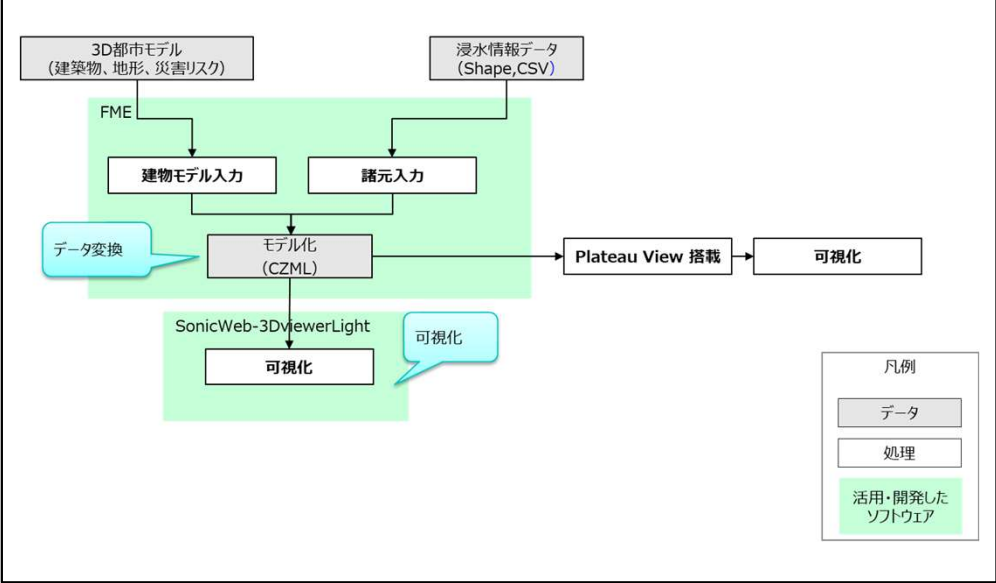 3D都市モデル
(建築物、地形、災害リスク)
浸水情報データ
(Shape,CSV)
FME
建物モデル入力
諸元入力
データ変換
モデル化
(CZML)
Plateau View 搭載
可視化
SonicWeb-3DviewerLight
可視化
可視化
凡例
データ
処理
活用・開発した
ソフトウェア